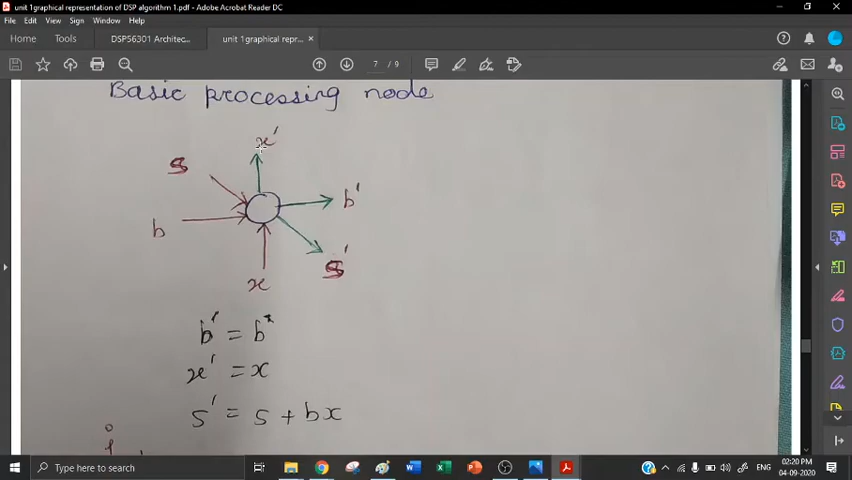 unit 1graphical representation of DSP algorithm 1.pdf - Adobe Acrobat Reader DC
File Edit View Sign Window Help
Home Tools DSP56301 Architec... unit 1graphical repr... ×
7 / 9
Basic processing node
x'
s
b'
b
s'
x
b' = b
x' = x
s' = s + bx
i
Type here to search
ENG
02:20 PM
04-09-2020